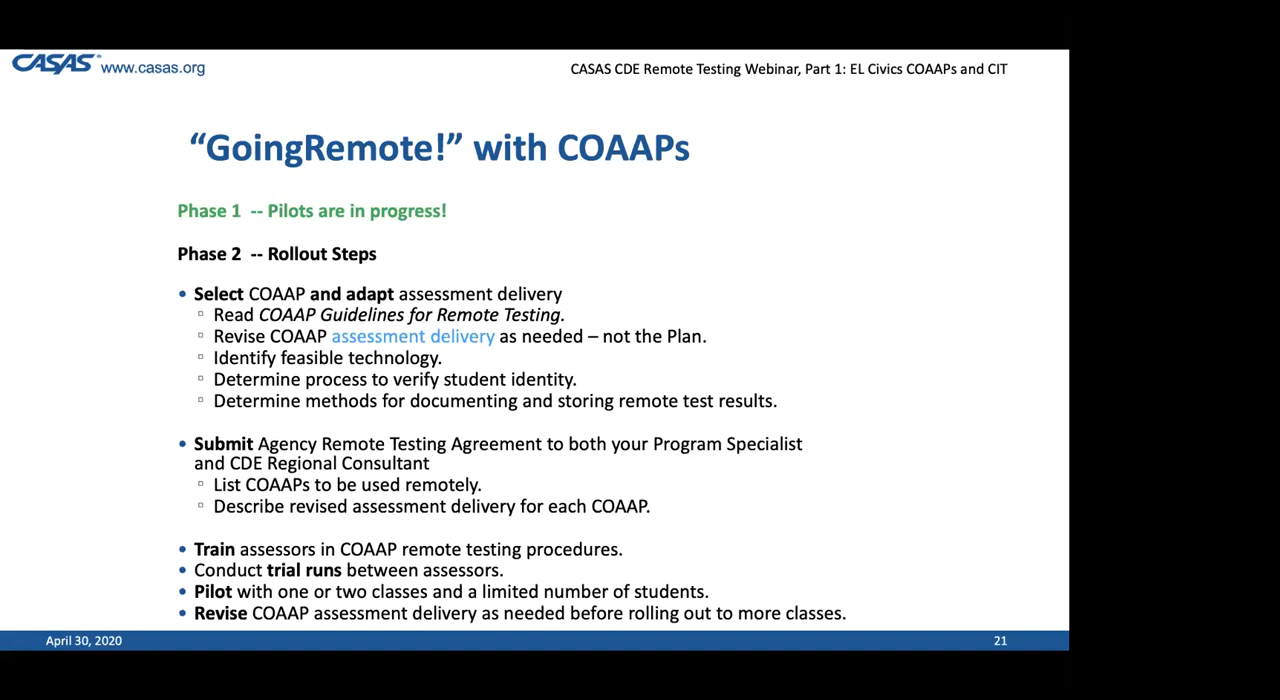 CASAS www.casas.org
CASAS CDE Remote Testing Webinar, Part 1: EL Civics COAAPs and CIT
“GoingRemote!” with COAAPs
Phase 1 -- Pilots are in progress!
Phase 2 -- Rollout Steps
• Select COAAP and adapt assessment delivery
▫ Read COAAP Guidelines for Remote Testing.
▫ Revise COAAP assessment delivery as needed – not the Plan.
▫ Identify feasible technology.
▫ Determine process to verify student identity.
▫ Determine methods for documenting and storing remote test results.
• Submit Agency Remote Testing Agreement to both your Program Specialist
and CDE Regional Consultant
▫ List COAAPs to be used remotely.
▫ Describe revised assessment delivery for each COAAP.
• Train assessors in COAAP remote testing procedures.
• Conduct trial runs between assessors.
• Pilot with one or two classes and a limited number of students.
• Revise COAAP assessment delivery as needed before rolling out to more classes.
April 30, 2020
21